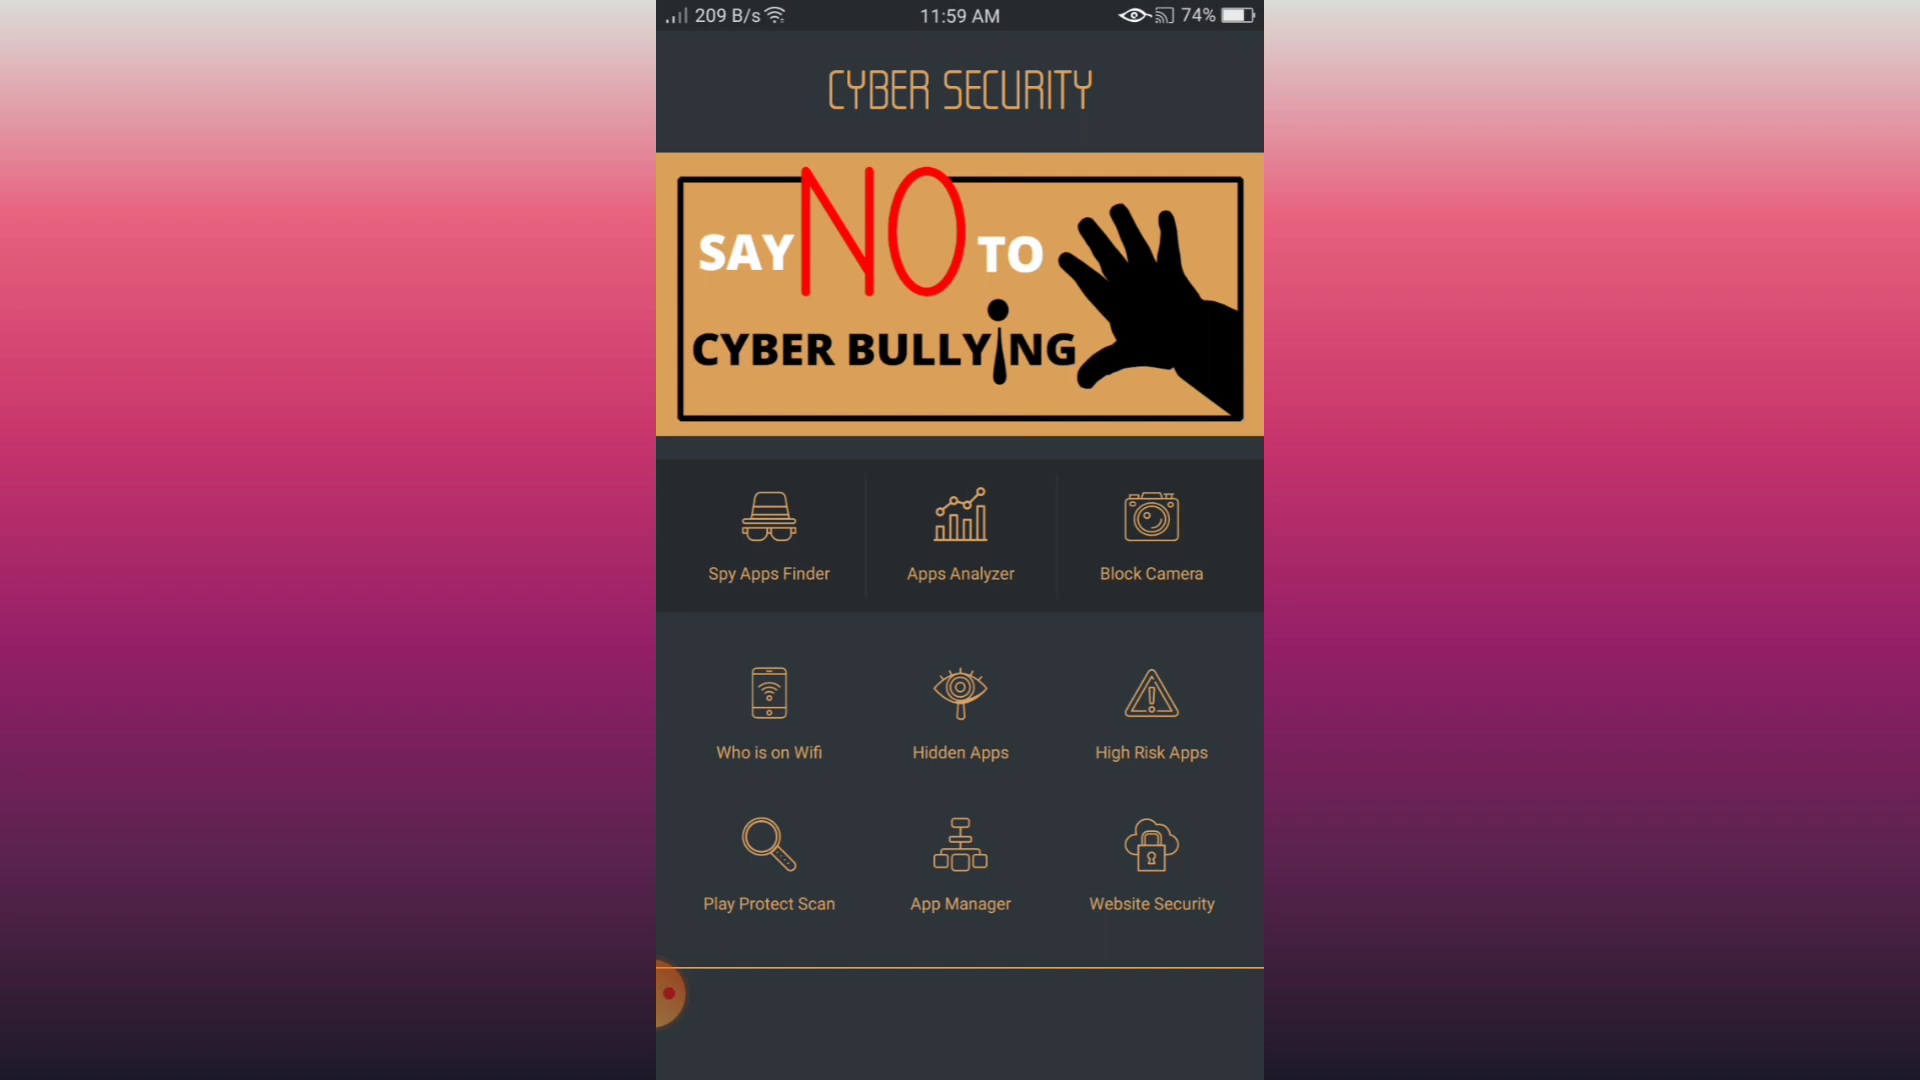 209 B/s 11:59 AM 74%
CYBER SECURITY
SAY NO TO
CYBER BULLYiNG
Spy Apps Finder Apps Analyzer Block Camera
Who is on Wifi Hidden Apps High Risk Apps
Play Protect Scan App Manager Website Security